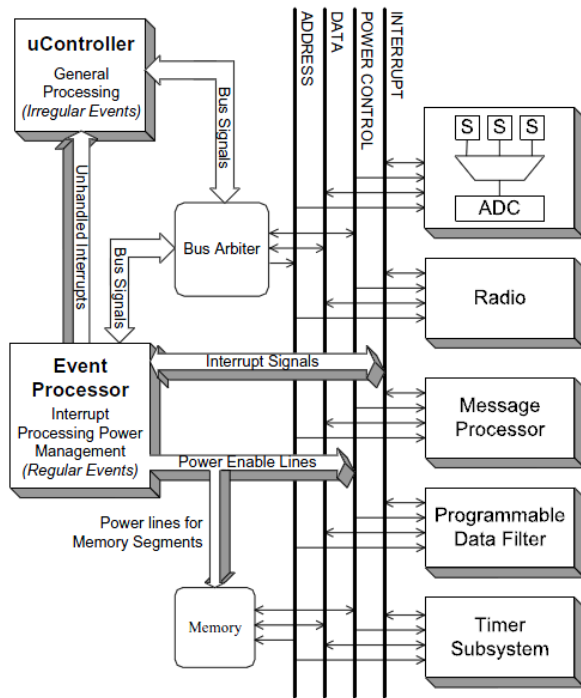 uController
General
Processing
(Irregular Events)
Bus Signals
ADDRESS
DATA
POWER CONTROL
INTERRUPT
S S S
ADC
Unhandled Interrupts
Bus Signals
Bus Arbiter
Radio
Event
Processor
Interrupt
Processing Power
Management
(Regular Events)
Interrupt Signals
Message
Processor
Power Enable Lines
Power lines for
Memory Segments
Programmable
Data Filter
Memory
Timer
Subsystem